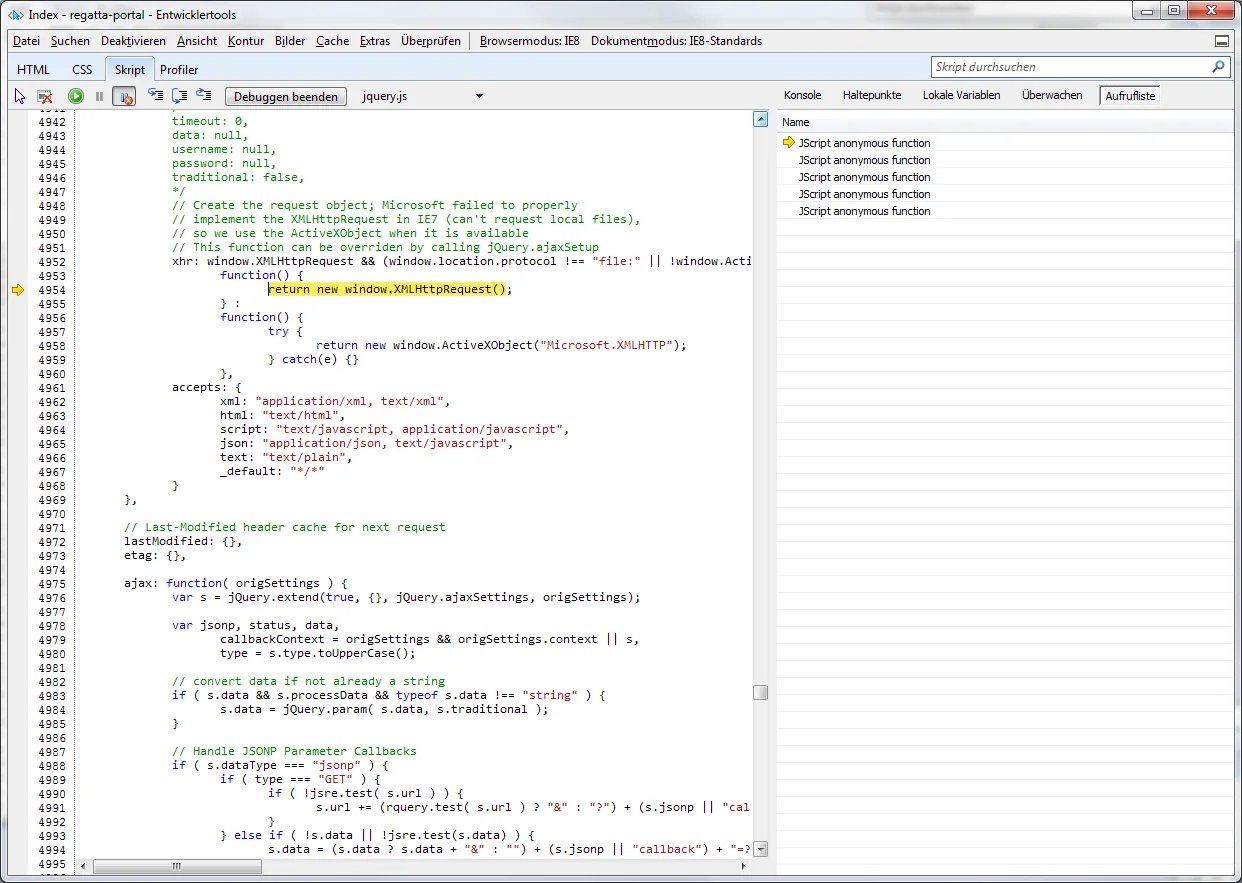 Index - regatta-portal - Entwicklertools
Datei Suchen Deaktivieren Ansicht Kontur Bilder Cache Extras Überprüfen Browsermodus: IE8 Dokumentmodus: IE8-Standards
HTML CSS Skript Profiler Skript durchsuchen
Debuggen beenden jquery.js Konsole Haltepunkte Lokale Variablen Überwachen Aufrufliste
Name
JScript anonymous function
JScript anonymous function
JScript anonymous function
JScript anonymous function
JScript anonymous function
4942 timeout: 0,
4943 data: null,
4944 username: null,
4945 password: null,
4946 traditional: false,
4947 */
4948 // Create the request object; Microsoft failed to properly
4949 // implement the XMLHttpRequest in IE7 (can't request local files),
4950 // so we use the ActiveXObject when it is available
4951 // This function can be overriden by calling jQuery.ajaxSetup
4952 xhr: window.XMLHttpRequest && (window.location.protocol !== "file:" || !window.Acti
4953 function() {
4954 return new window.XMLHttpRequest();
4955 } :
4956 function() {
4957 try {
4958 return new window.ActiveXObject("Microsoft.XMLHTTP");
4959 } catch(e) {}
4960 },
4961 accepts: {
4962 xml: "application/xml, text/xml",
4963 html: "text/html",
4964 script: "text/javascript, application/javascript",
4965 json: "application/json, text/javascript",
4966 text: "text/plain",
4967 _default: "*/*"
4968 }
4969 },
4970
4971 // Last-Modified header cache for next request
4972 lastModified: {},
4973 etag: {},
4974
4975 ajax: function( origSettings ) {
4976 var s = jQuery.extend(true, {}, jQuery.ajaxSettings, origSettings);
4977
4978 var jsonp, status, data,
4979 callbackContext = origSettings && origSettings.context || s,
4980 type = s.type.toUpperCase();
4981
4982 // convert data if not already a string
4983 if ( s.data && s.processData && typeof s.data !== "string" ) {
4984 s.data = jQuery.param( s.data, s.traditional );
4985 }
4986
4987 // Handle JSONP Parameter Callbacks
4988 if ( s.dataType === "jsonp" ) {
4989 if ( type === "GET" ) {
4990 if ( !jsre.test( s.url ) ) {
4991 s.url += (rquery.test( s.url ) ? "&" : "?") + (s.jsonp || "cal
4992 }
4993 } else if ( !s.data || !jsre.test(s.data) ) {
4994 s.data = (s.data ? s.data + "&" : "") + (s.jsonp || "callback") + "=?
4995